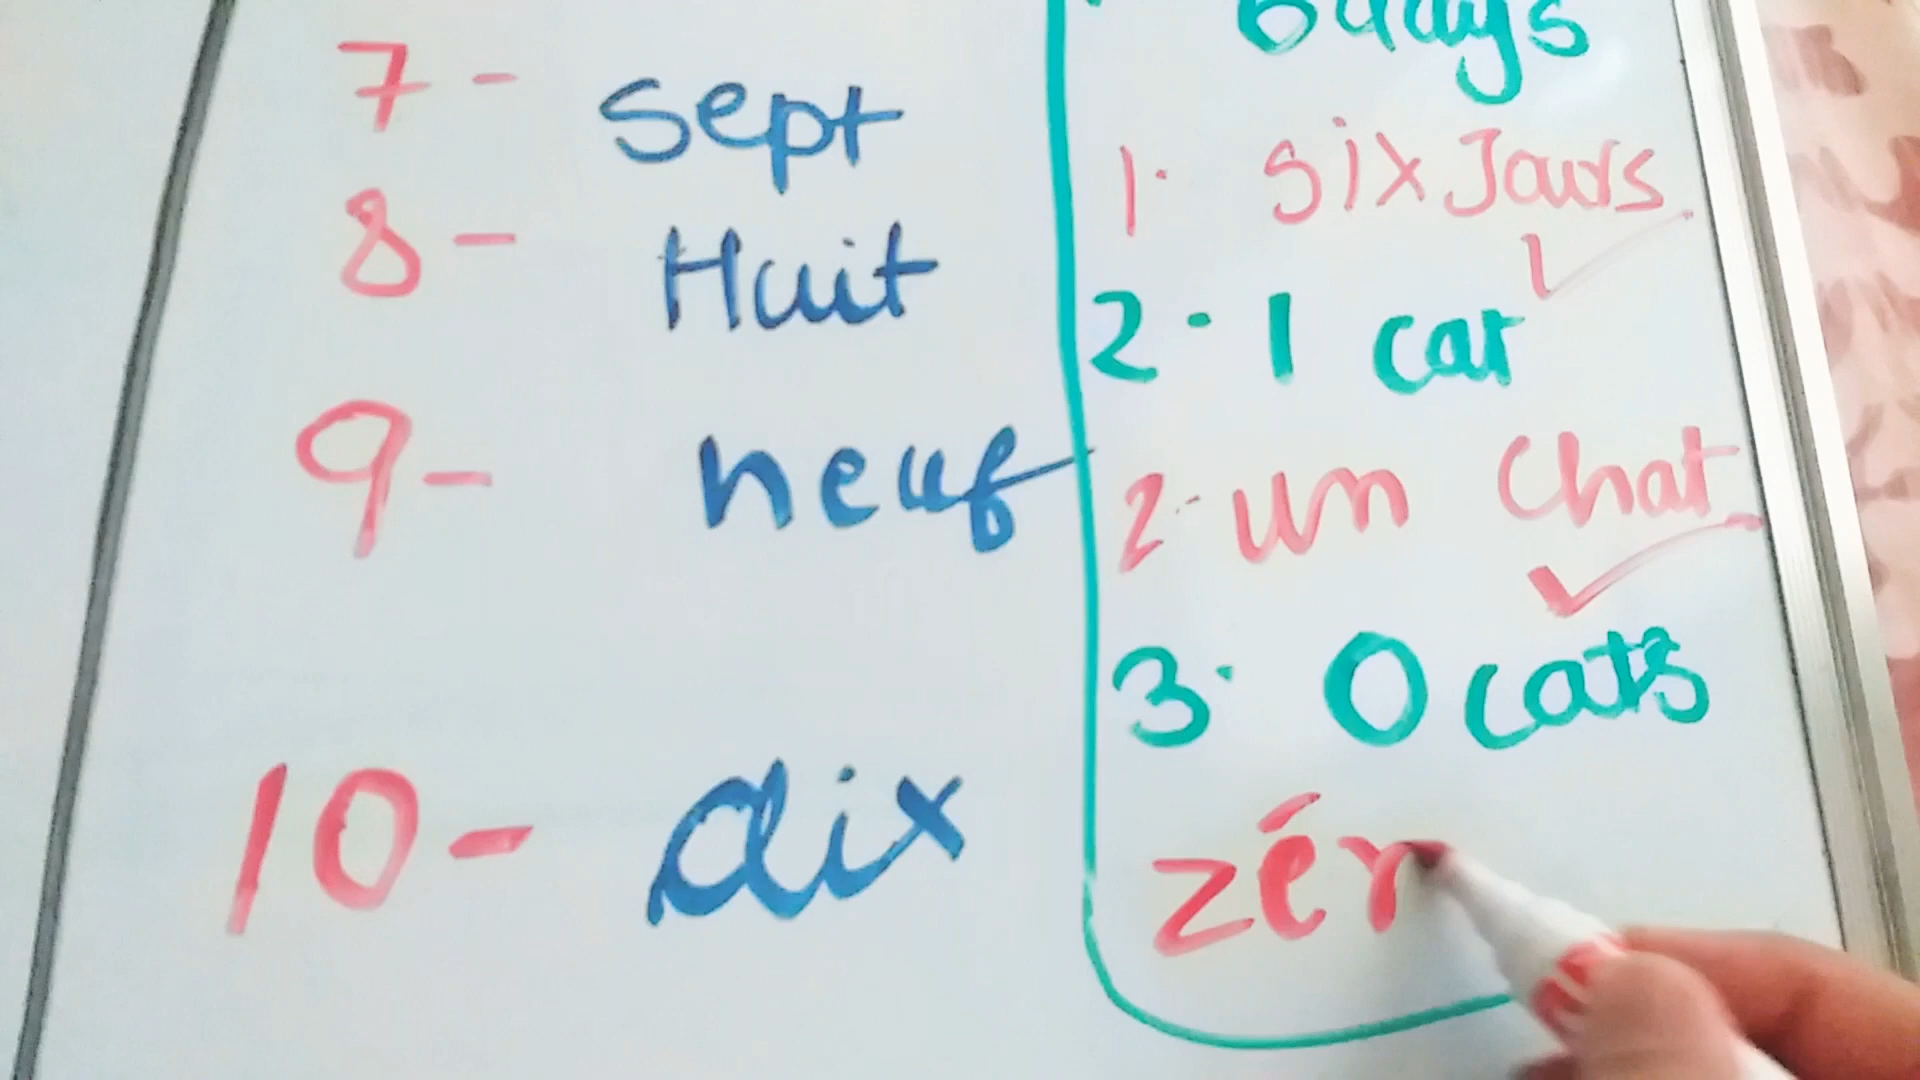 7 - sept
8 - Huit
9 - neuf
10 - dix
6 days
1. six Jours
2. 1 cat
2. un chat
3. 0 cats
zér